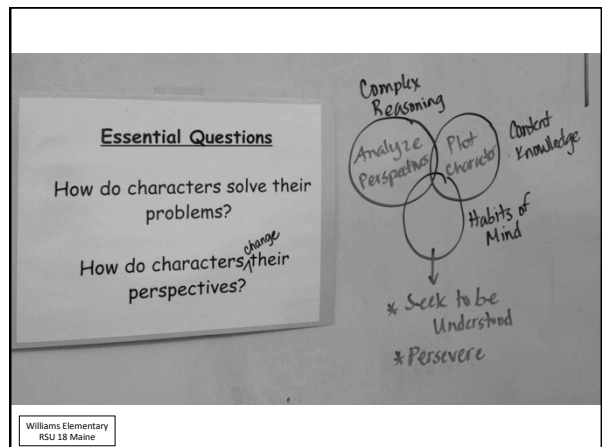 Essential Questions
How do characters solve their
problems?
change
How do characters ^ their
perspectives?
Complex
Reasoning
Analyze
Perspectives
Plot
Character
Content
Knowledge
Habits of
Mind
* Seek to be
Understood
* Persevere
Williams Elementary
RSU 18 Maine